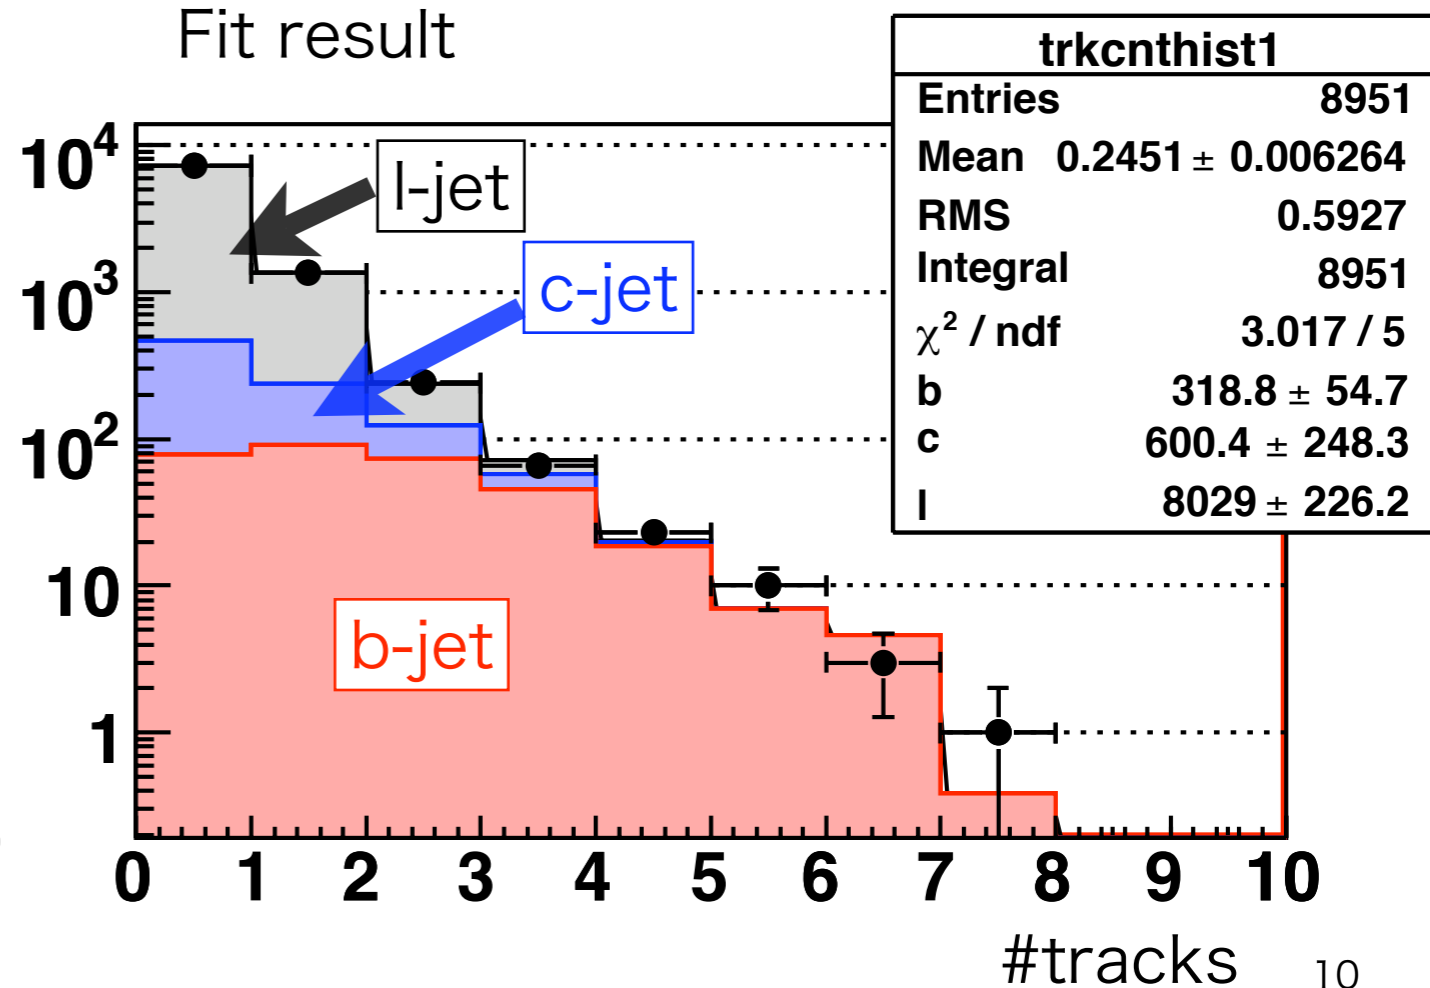 Fit result
trkcnthist1
Entries 8951
Mean 0.2451 ± 0.006264
RMS 0.5927
Integral 8951
χ² / ndf 3.017 / 5
b 318.8 ± 54.7
c 600.4 ± 248.3
l 8029 ± 226.2
l-jet
c-jet
b-jet
10⁴
10³
10²
10
1
0 1 2 3 4 5 6 7 8 9 10
#tracks
10